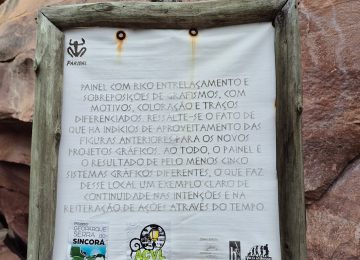 PAINEL
PAINEL COM RICO ENTRELAÇAMENTO E
SOBREPOSIÇÕES DE GRAFISMOS, COM
MOTIVOS, COLORAÇÃO E TRAÇOS
DIFERENCIADOS. RESSALTE-SE O FATO DE
QUE HÁ INDÍCIOS DE APROVEITAMENTO DAS
FIGURAS ANTERIORES PARA OS NOVOS
PROJETOS GRÁFICOS. AO TODO, O PAINEL É
O RESULTADO DE PELO MENOS CINCO
SISTEMAS GRÁFICOS DIFERENTES, O QUE FAZ
DESSE LOCAL UM EXEMPLO CLARO DE
CONTINUIDADE NAS INTENÇÕES E NA
REITERAÇÃO DE AÇÕES ATRAVÉS DO TEMPO.
GEOPARQUE
SERRA DO
SINCORÁ